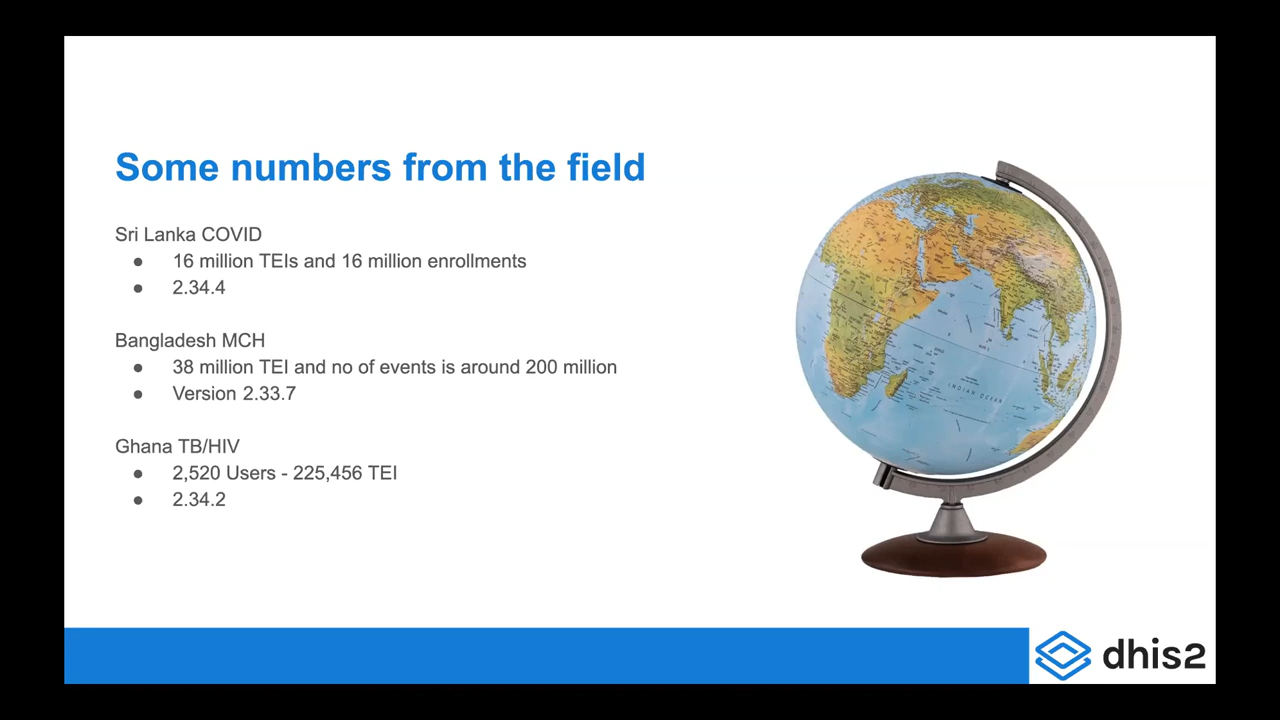 Some numbers from the field
Sri Lanka COVID
● 16 million TEIs and 16 million enrollments
● 2.34.4
Bangladesh MCH
● 38 million TEI and no of events is around 200 million
● Version 2.33.7
Ghana TB/HIV
● 2,520 Users - 225,456 TEI
● 2.34.2
INDIAN OCEAN
dhis2